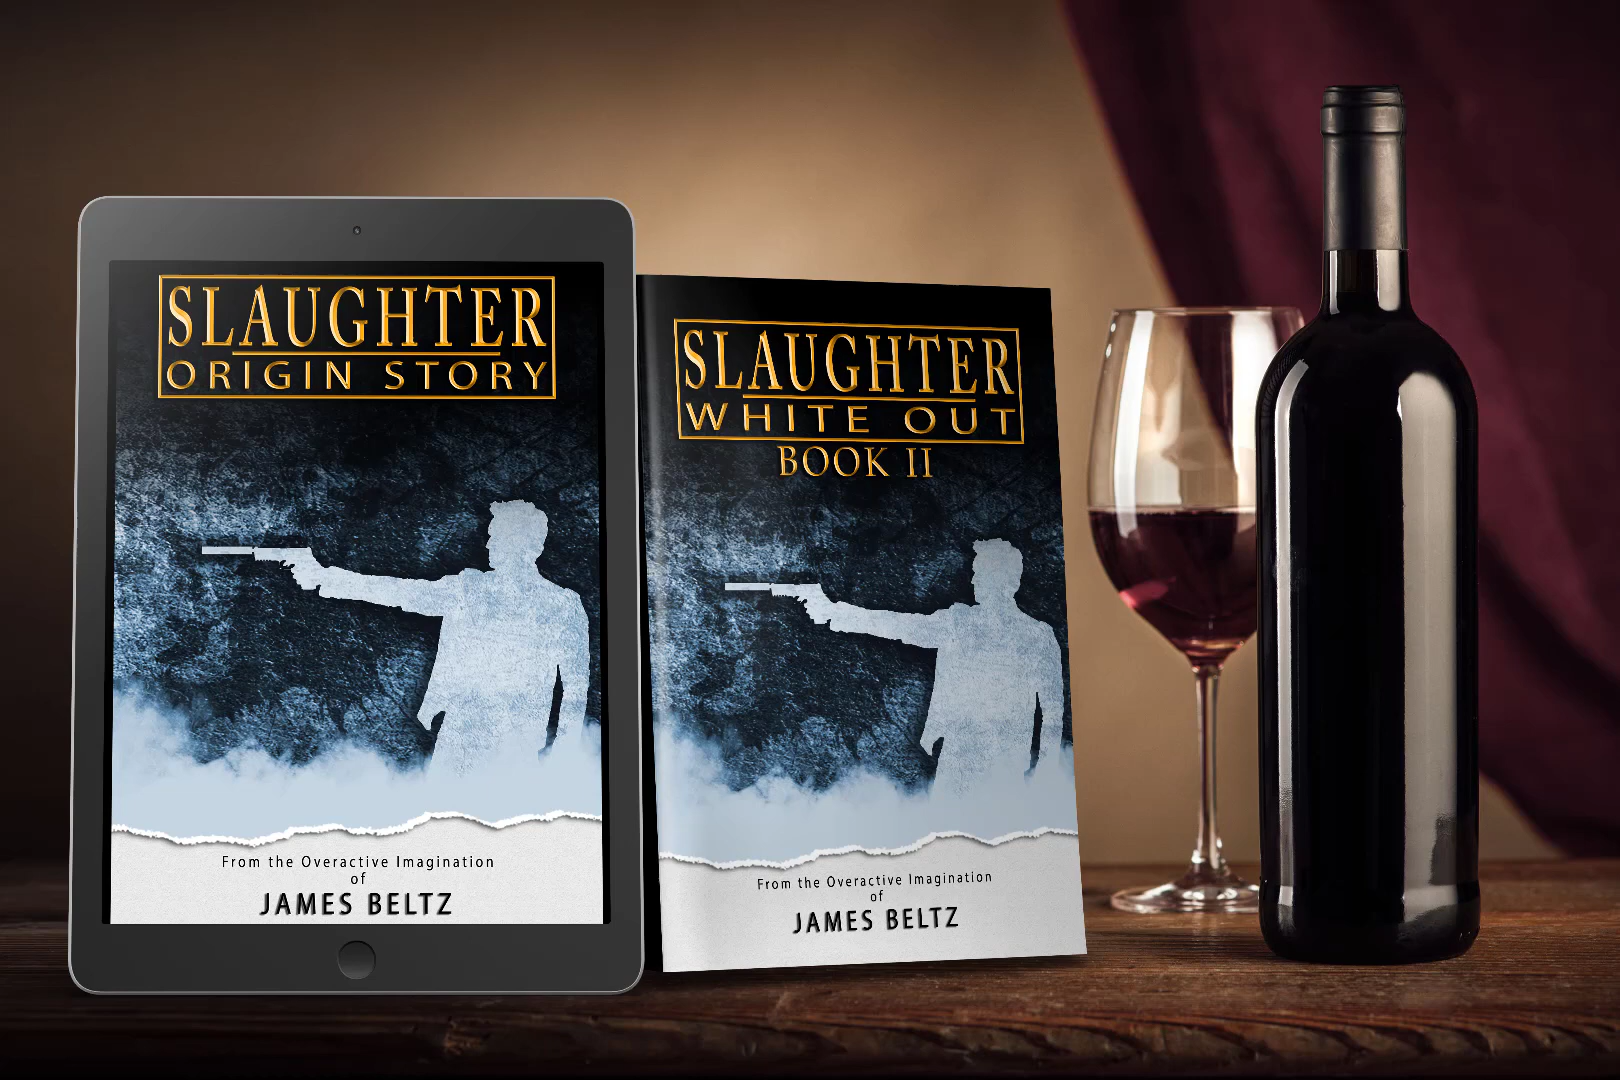 SLAUGHTER
ORIGIN STORY
From the Overactive Imagination
of
JAMES BELTZ
SLAUGHTER
WHITE OUT
BOOK II
From the Overactive Imagination
of
JAMES BELTZ